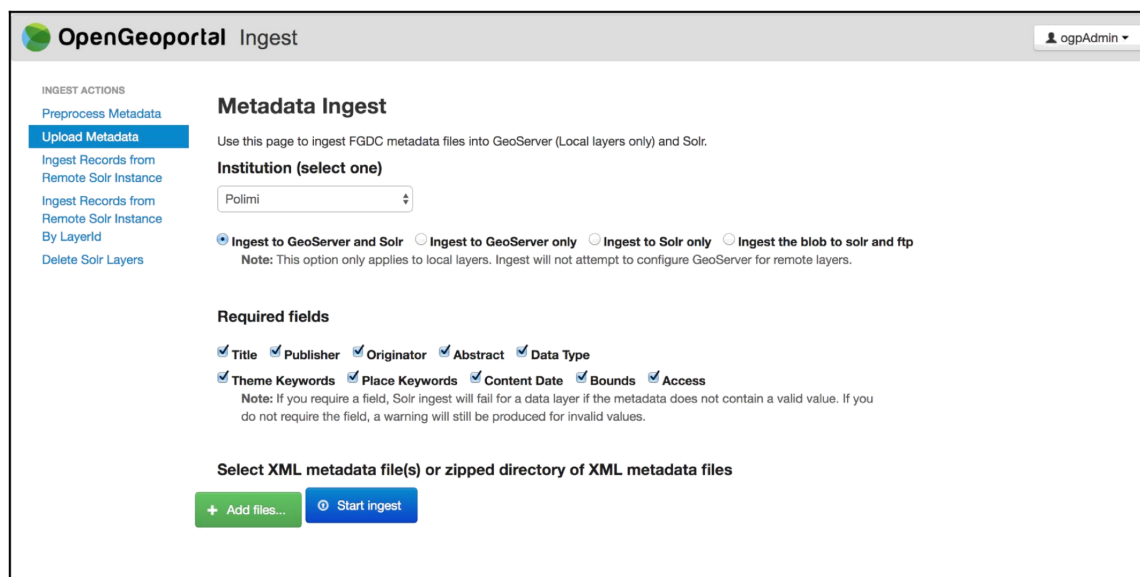 OpenGeoportal Ingest
ogpAdmin
INGEST ACTIONS
Preprocess Metadata
Upload Metadata
Ingest Records from
Remote Solr Instance
Ingest Records from
Remote Solr Instance
By LayerId
Delete Solr Layers
Metadata Ingest
Use this page to ingest FGDC metadata files into GeoServer (Local layers only) and Solr.
Institution (select one)
Polimi
Ingest to GeoServer and Solr Ingest to GeoServer only Ingest to Solr only Ingest the blob to solr and ftp
Note: This option only applies to local layers. Ingest will not attempt to configure GeoServer for remote layers.
Required fields
Title Publisher Originator Abstract Data Type
Theme Keywords Place Keywords Content Date Bounds Access
Note: If you require a field, Solr ingest will fail for a data layer if the metadata does not contain a valid value. If you
do not require the field, a warning will still be produced for invalid values.
Select XML metadata file(s) or zipped directory of XML metadata files
+ Add files...
Start ingest